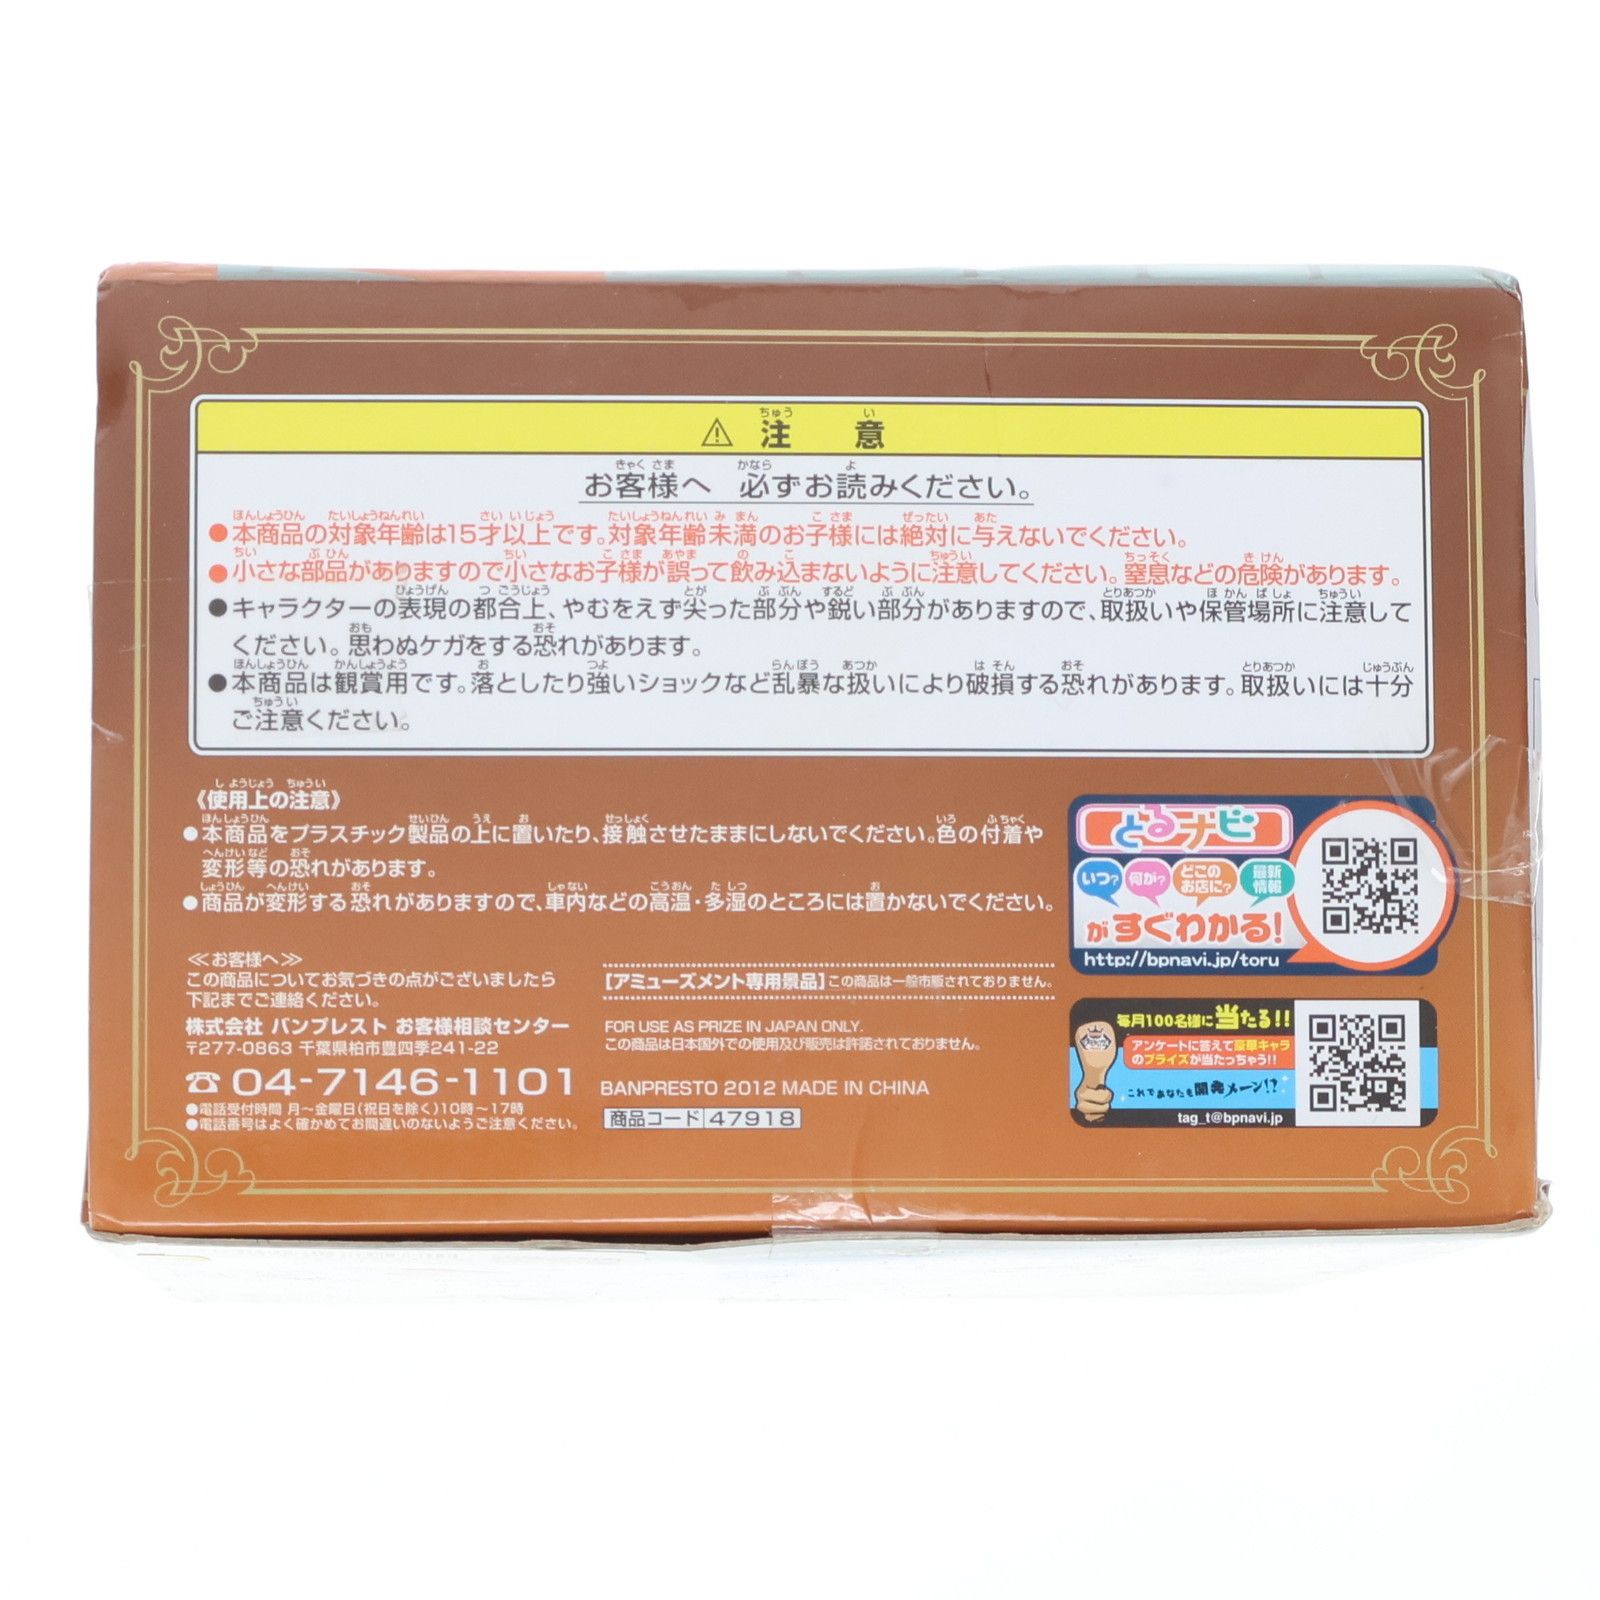 ⚠ 注 意
お客様へ 必ずお読みください。
●本商品の対象年齢は15才以上です。対象年齢未満のお子様には絶対に与えないでください。
●小さな部品がありますので小さなお子様が誤って飲み込まないように注意してください。窒息などの危険があります。
●キャラクターの表現の都合上、やむをえず尖った部分や鋭い部分がありますので、取扱いや保管場所に注意して
ください。思わぬケガをする恐れがあります。
●本商品は観賞用です。落としたり強いショックなど乱暴な扱いにより破損する恐れがあります。取扱いには十分
ご注意ください。
《使用上の注意》
●本商品をプラスチック製品の上に置いたり、接触させたままにしないでください。色の付着や
変形等の恐れがあります。
●商品が変形する恐れがありますので、車内などの高温・多湿のところには置かないでください。
≪お客様へ≫
この商品についてお気づきの点がございましたら
下記までご連絡ください。
株式会社 バンプレスト お客様相談センター
〒277-0863 千葉県柏市豊四季241-22
☎04-7146-1101
●電話受付時間 月～金曜日(祝日を除く)10時～17時
●電話番号はよく確かめてお間違いのないようご注意ください。
[アミューズメント専用景品]この商品は一般市販されておりません。
FOR USE AS PRIZE IN JAPAN ONLY.
この商品は日本国外での使用及び販売は許諾されておりません。
BANPRESTO 2012 MADE IN CHINA
商品コード 47918
とるナビ
いつ? 何が? どこのお店に? 最新情報
がすぐわかる!
http://bpnavi.jp/toru
毎月100名様に当たる!!
アンケートに答えて豪華キャラ
のプライズが当たっちゃう!!
これであなたも開発メーン!?
tag_t@bpnavi.jp